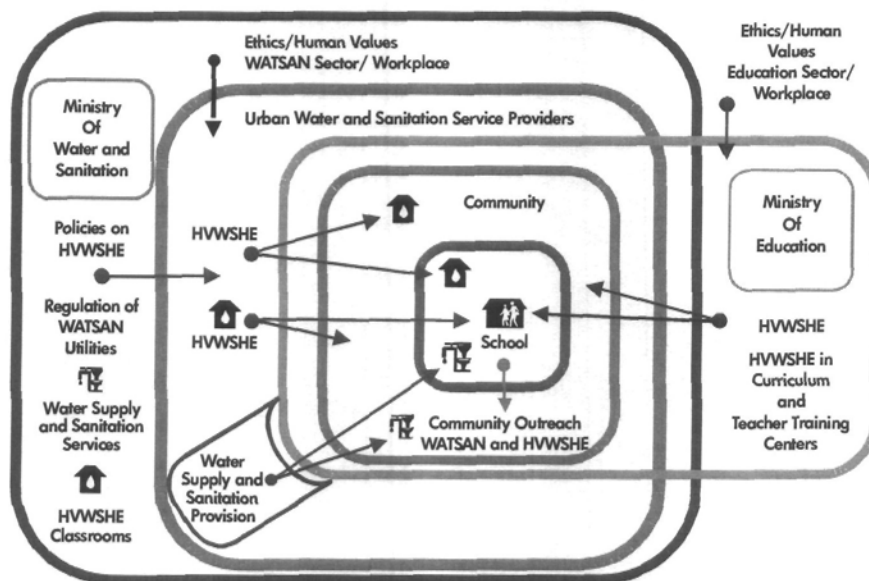 Ethics/Human Values
WATSAN Sector/Workplace
Ethics/Human
Values
Education Sector/
Workplace
Ministry
Of
Water and
Sanitation
Urban Water and Sanitation Service Providers
Community
Ministry
Of
Education
Policies on
HVWSHE
HVWSHE
Regulation of
WATSAN
Utilities
HVWSHE
School
HVWSHE
Water Supply
and Sanitation
Services
Community Outreach
WATSAN and HVWSHE
HVWSHE in
Curriculum
and
Teacher Training
Centers
Water
Supply and
Sanitation
Provision
HVWSHE
Classrooms